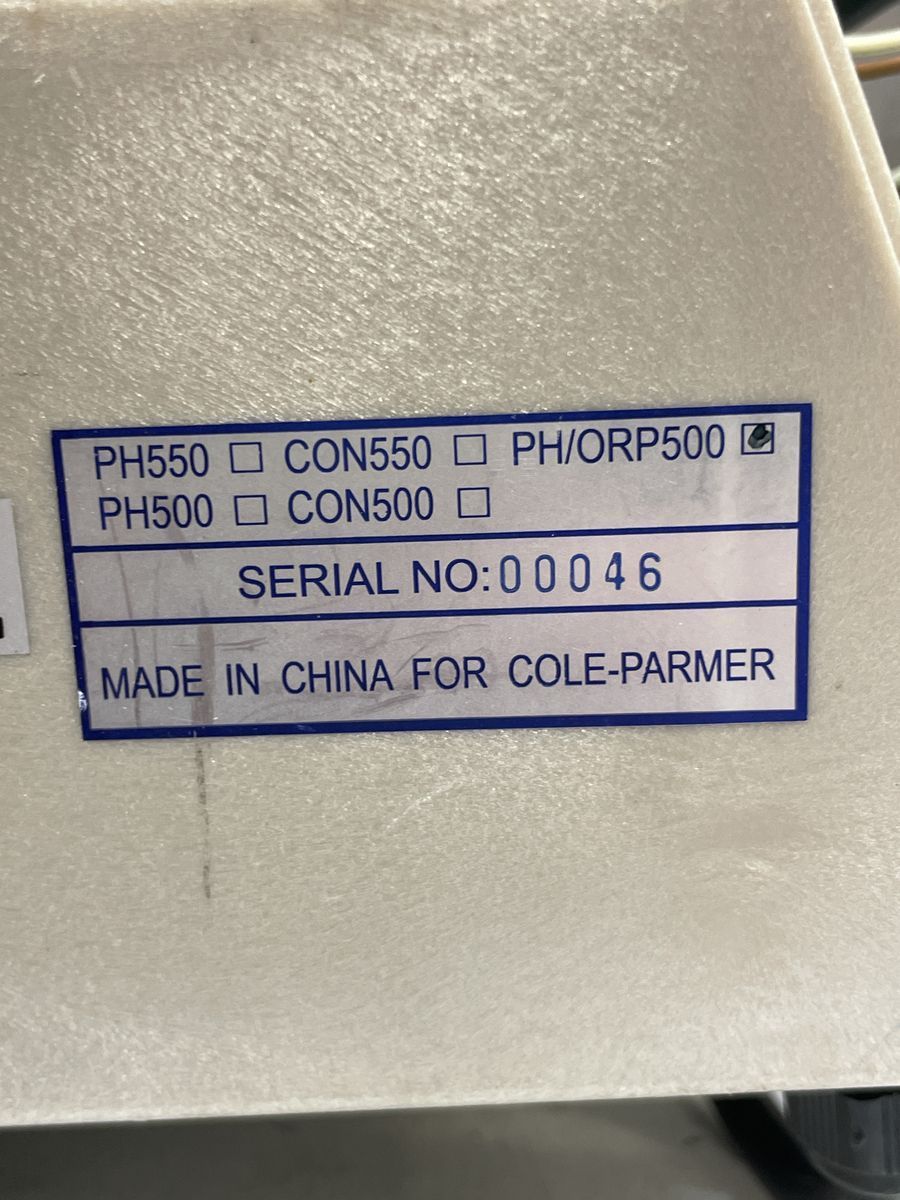 PH550 ☐ CON550 ☐ PH/ORP500 ☑
PH500 ☐ CON500 ☐
SERIAL NO:00046
MADE IN CHINA FOR COLE-PARMER